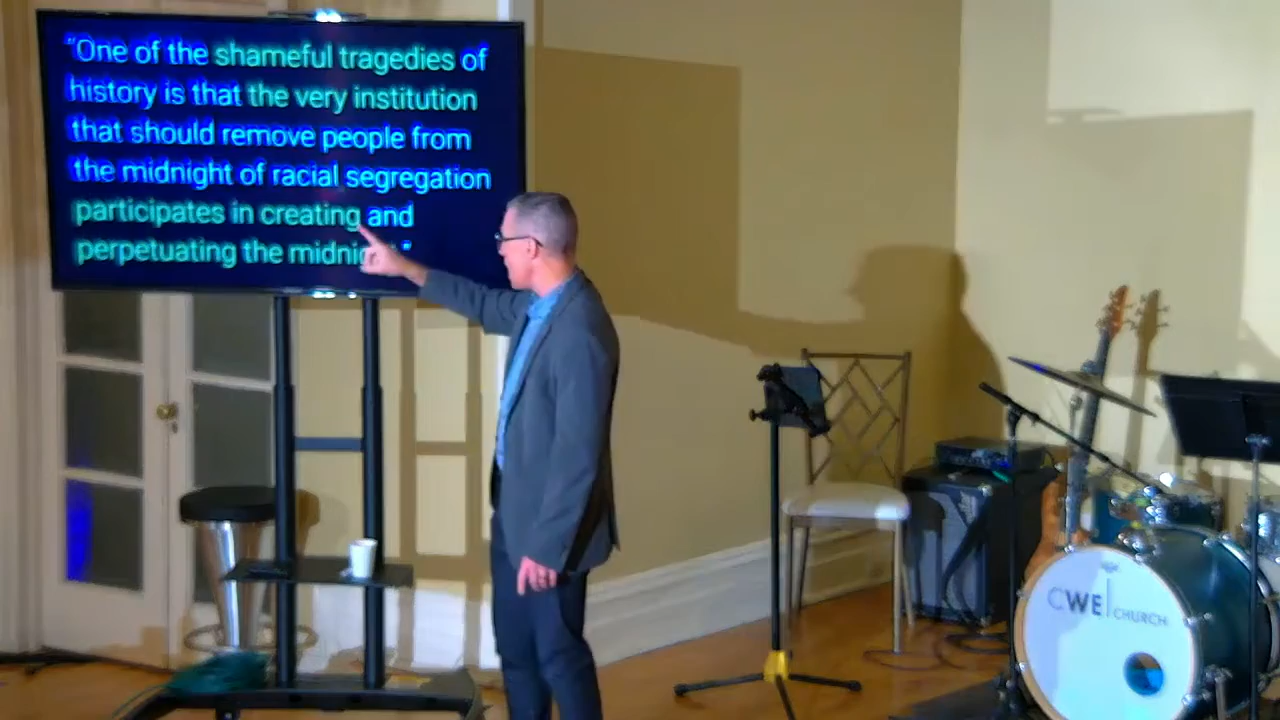 "One of the shameful tragedies of
history is that the very institution
that should remove people from
the midnight of racial segregation
participates in creating and
perpetuating the midnig "
CWE CHURCH